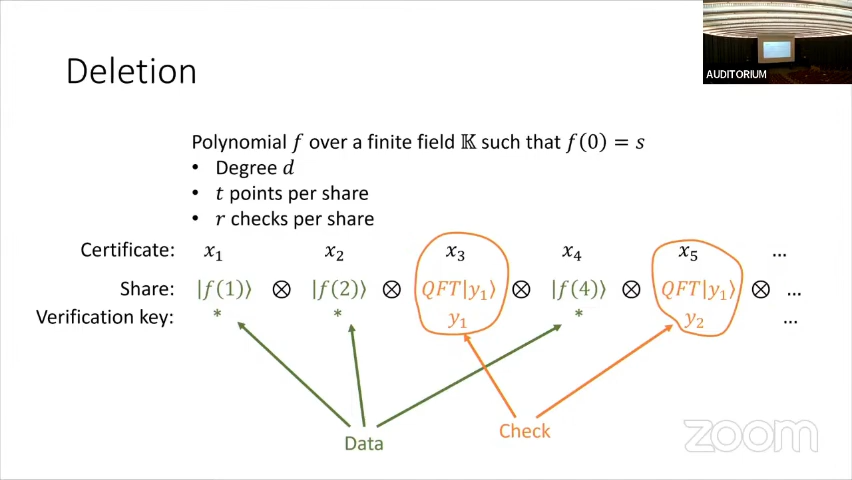 AUDITORIUM
Deletion
Polynomial 𝑓 over a finite field 𝕂 such that 𝑓(0) = 𝑠
• Degree 𝑑
• 𝑡 points per share
• 𝑟 checks per share
Certificate: 𝑥₁ 𝑥₂ 𝑥₃ 𝑥₄ 𝑥₅ ...
Share: |𝑓(1)⟩ ⊗ |𝑓(2)⟩ ⊗ 𝑄𝐹𝑇|𝑦₁⟩ ⊗ |𝑓(4)⟩ ⊗ 𝑄𝐹𝑇|𝑦₁⟩ ⊗ ...
Verification key: * * 𝑦₁ * 𝑦₂ ...
Data
Check
zoom